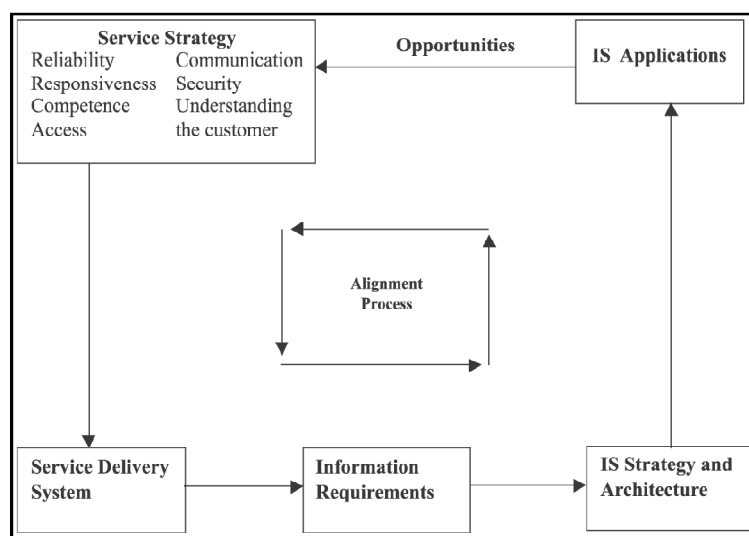 Service Strategy
Reliability Communication
Responsiveness Security
Competence Understanding
Access the customer
Opportunities
IS Applications
Alignment
Process
Service Delivery
System
Information
Requirements
IS Strategy and
Architecture